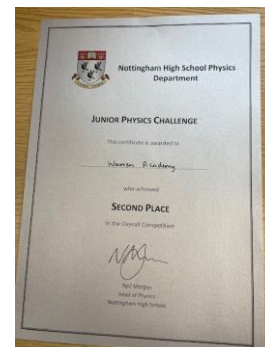 Nottingham High School Physics
Department
JUNIOR PHYSICS CHALLENGE
This certificate is awarded to
Warren Academy
who achieved
SECOND PLACE
in the Overall Competition
Head of Physics
Nottingham High School